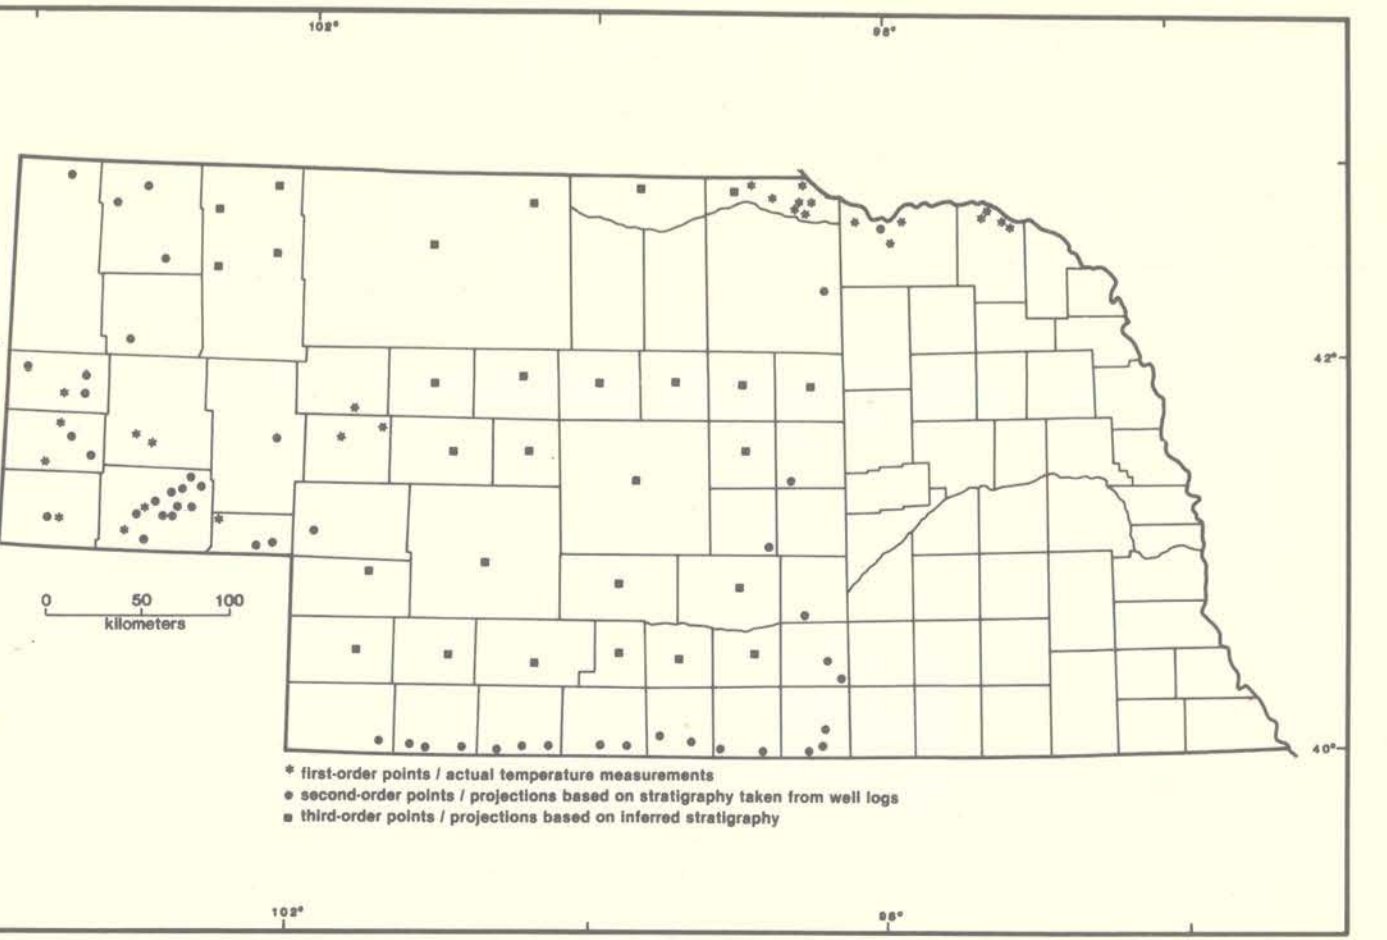 102° 98°
42°
0 50 100
kilometers
40°
* first-order points / actual temperature measurements
● second-order points / projections based on stratigraphy taken from well logs
■ third-order points / projections based on inferred stratigraphy
102° 98°